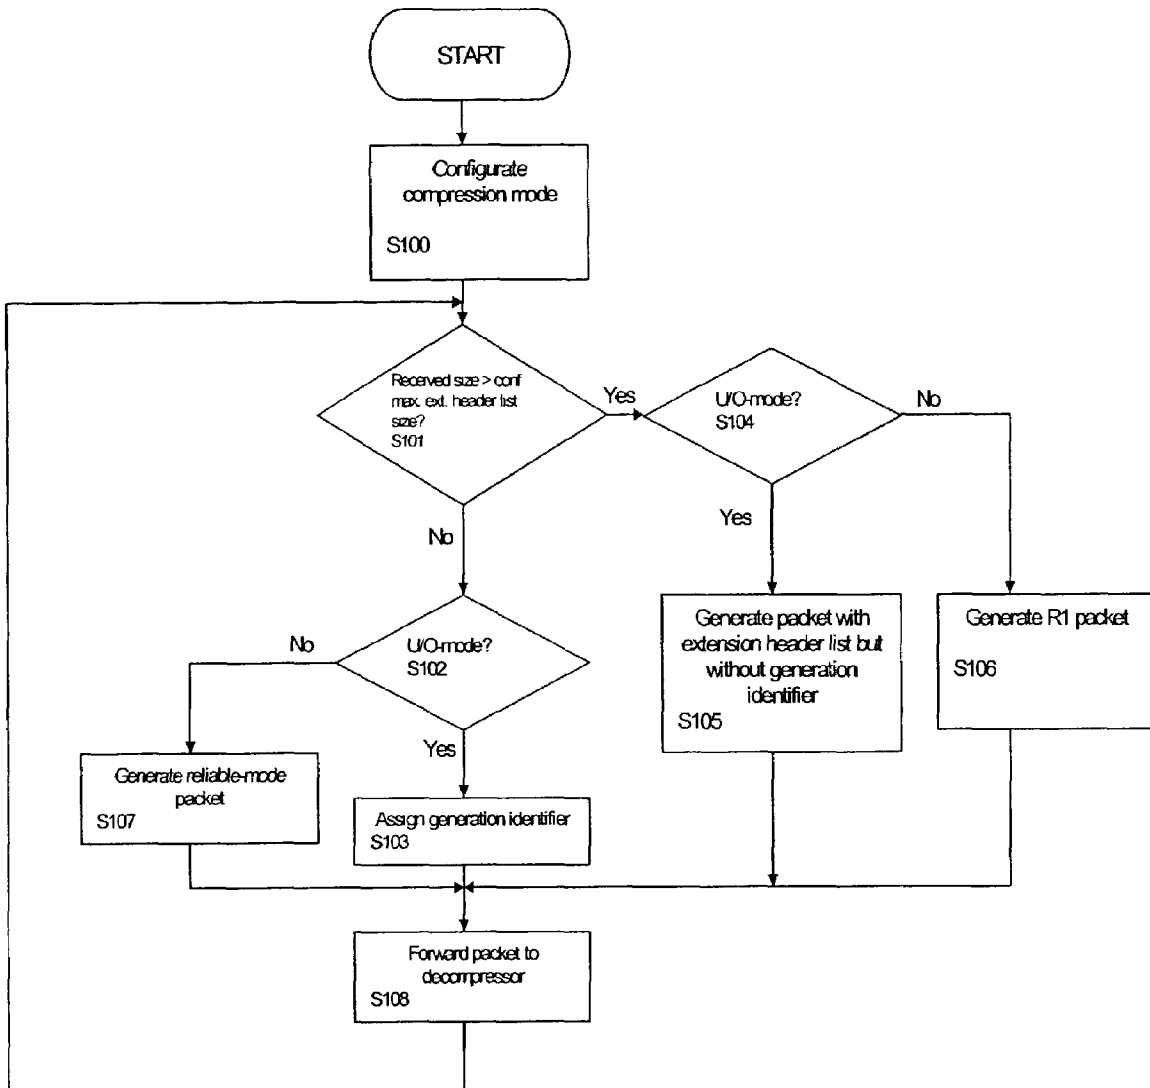 START
Configurate
compression mode
S100
Received size > conf
max. ext. header list
size?
S101
Yes
U/O-mode?
S104
No
No
Yes
U/O-mode?
S102
No
Generate packet with
extension header list but
without generation
identifier
S105
Generate R1 packet
S106
Yes
Generate reliable-mode
packet
S107
Assign generation identifier
S103
Forward packet to
decompressor
S108